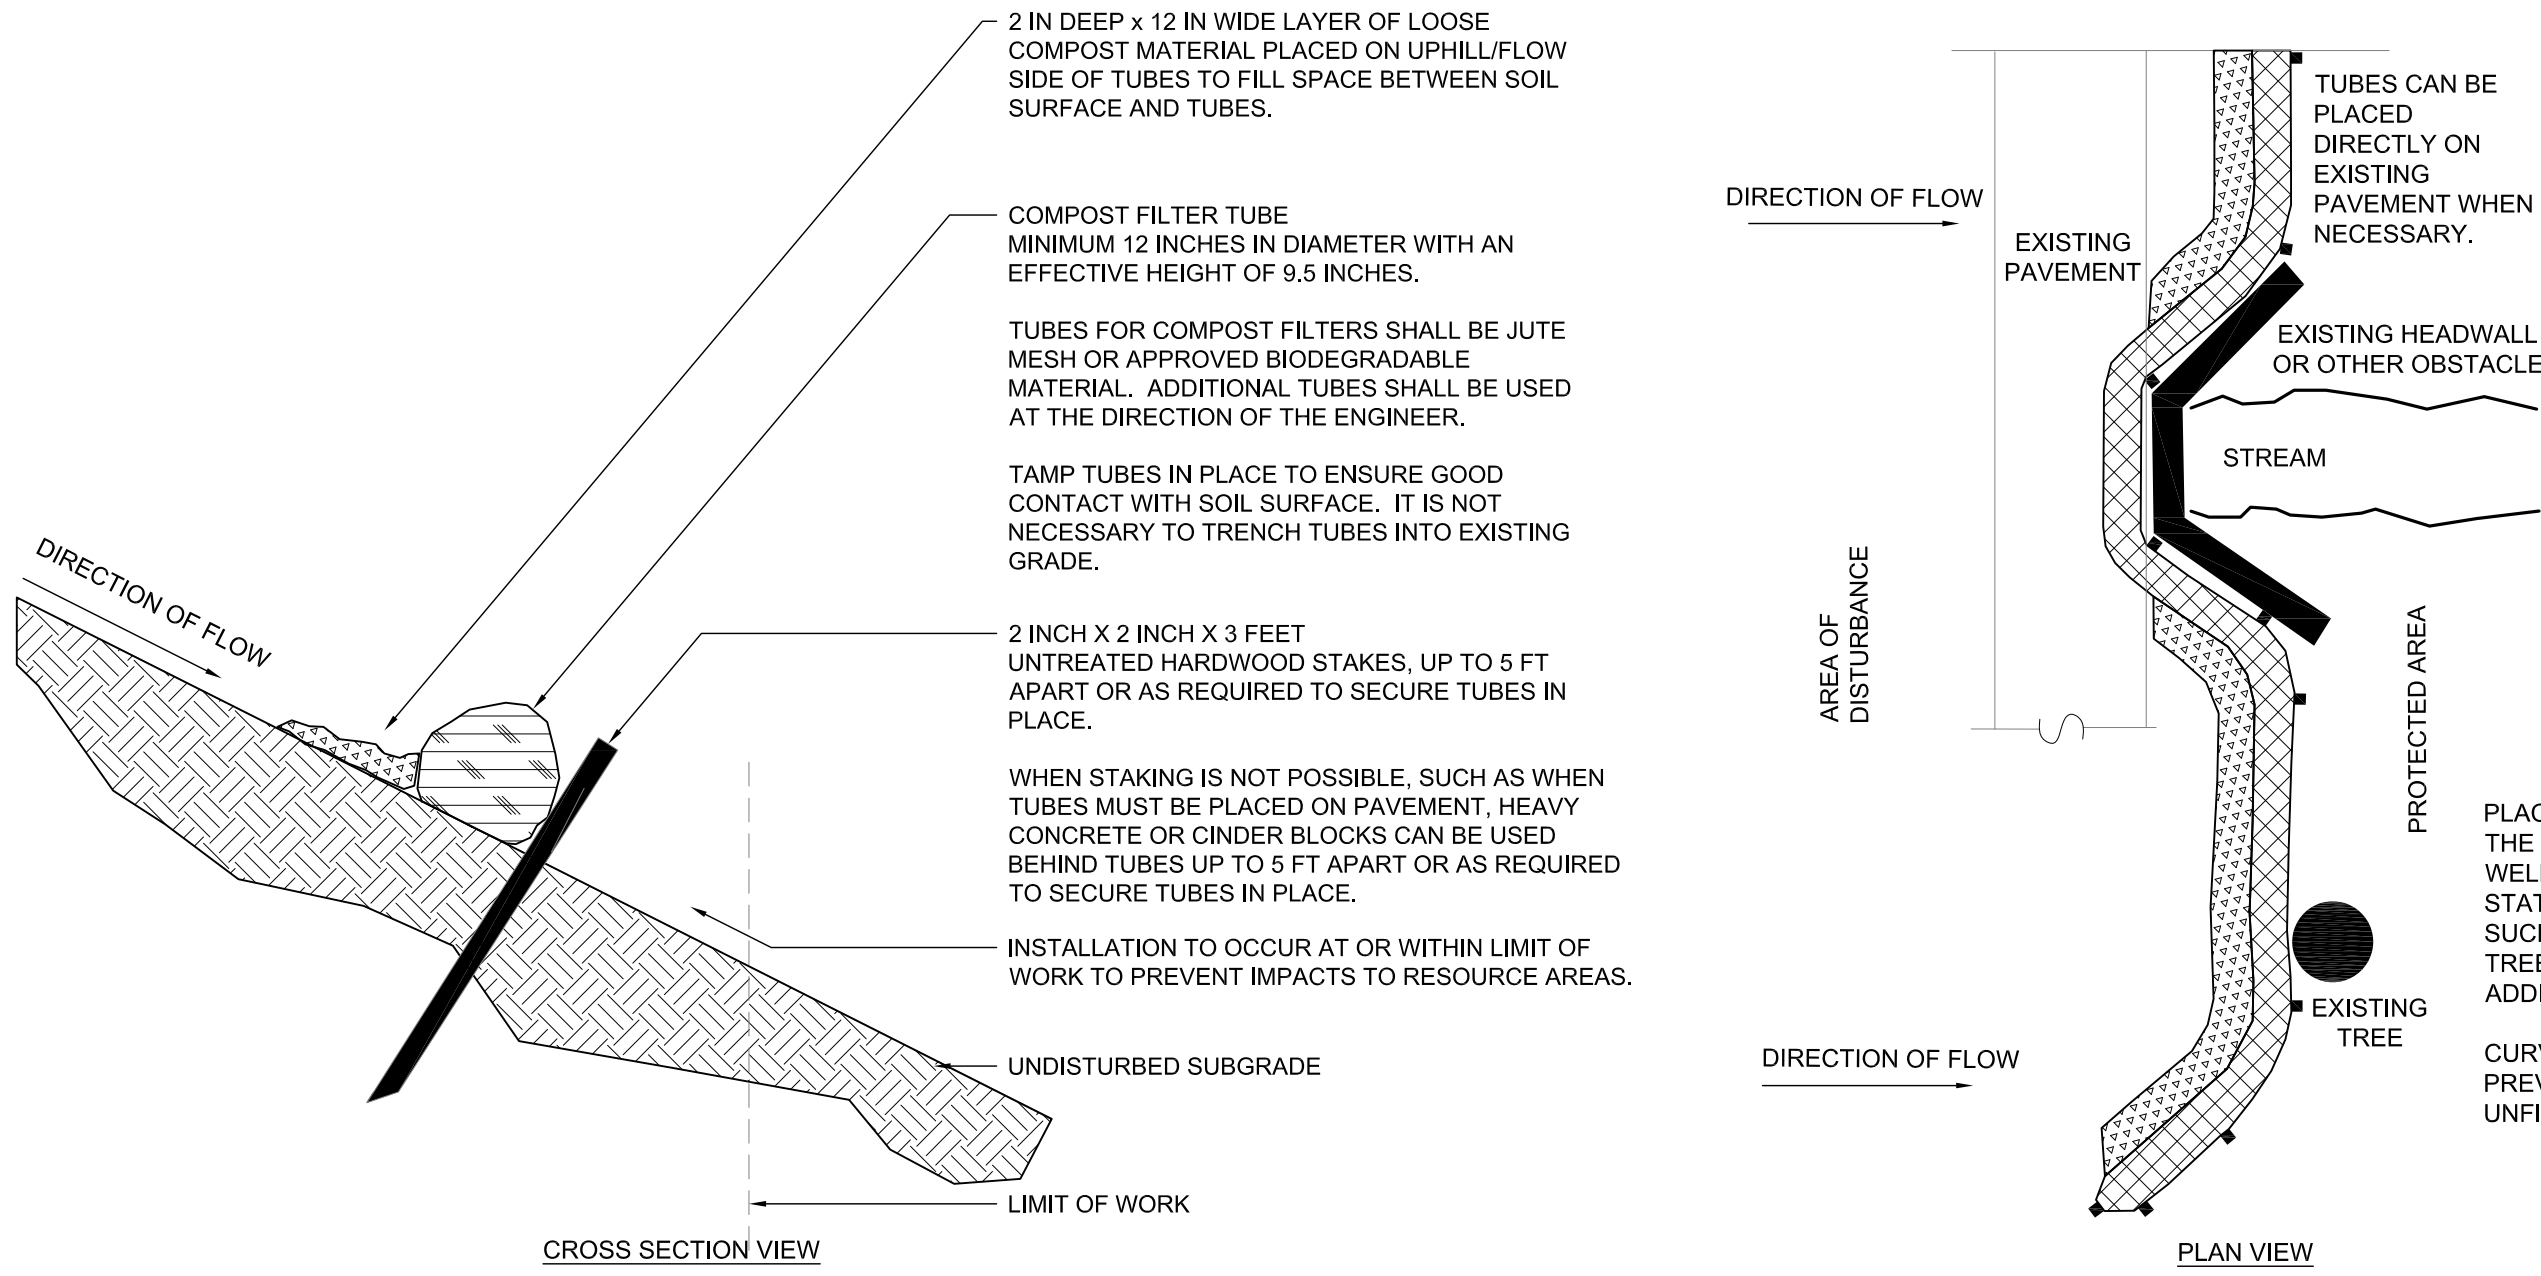 2 IN DEEP x 12 IN WIDE LAYER OF LOOSE
COMPOST MATERIAL PLACED ON UPHILL/FLOW
SIDE OF TUBES TO FILL SPACE BETWEEN SOIL
SURFACE AND TUBES.
COMPOST FILTER TUBE
MINIMUM 12 INCHES IN DIAMETER WITH AN
EFFECTIVE HEIGHT OF 9.5 INCHES.
TUBES FOR COMPOST FILTERS SHALL BE JUTE
MESH OR APPROVED BIODEGRADABLE
MATERIAL.  ADDITIONAL TUBES SHALL BE USED
AT THE DIRECTION OF THE ENGINEER.
TAMP TUBES IN PLACE TO ENSURE GOOD
CONTACT WITH SOIL SURFACE.  IT IS NOT
NECESSARY TO TRENCH TUBES INTO EXISTING
GRADE.
2 INCH X 2 INCH X 3 FEET
UNTREATED HARDWOOD STAKES, UP TO 5 FT
APART OR AS REQUIRED TO SECURE TUBES IN
PLACE.
WHEN STAKING IS NOT POSSIBLE, SUCH AS WHEN
TUBES MUST BE PLACED ON PAVEMENT, HEAVY
CONCRETE OR CINDER BLOCKS CAN BE USED
BEHIND TUBES UP TO 5 FT APART OR AS REQUIRED
TO SECURE TUBES IN PLACE.
INSTALLATION TO OCCUR AT OR WITHIN LIMIT OF
WORK TO PREVENT IMPACTS TO RESOURCE AREAS.
UNDISTURBED SUBGRADE
LIMIT OF WORK
DIRECTION OF FLOW
CROSS SECTION VIEW
DIRECTION OF FLOW
EXISTING
PAVEMENT
TUBES CAN BE
PLACED
DIRECTLY ON
EXISTING
PAVEMENT WHEN
NECESSARY.
EXISTING HEADWALL
OR OTHER OBSTACLE
STREAM
AREA OF
DISTURBANCE
PROTECTED AREA
PLAC
THE
WELL
STAT
SUCH
TREE
ADDI
EXISTING
TREE
CURV
PREV
UNFI
DIRECTION OF FLOW
PLAN VIEW